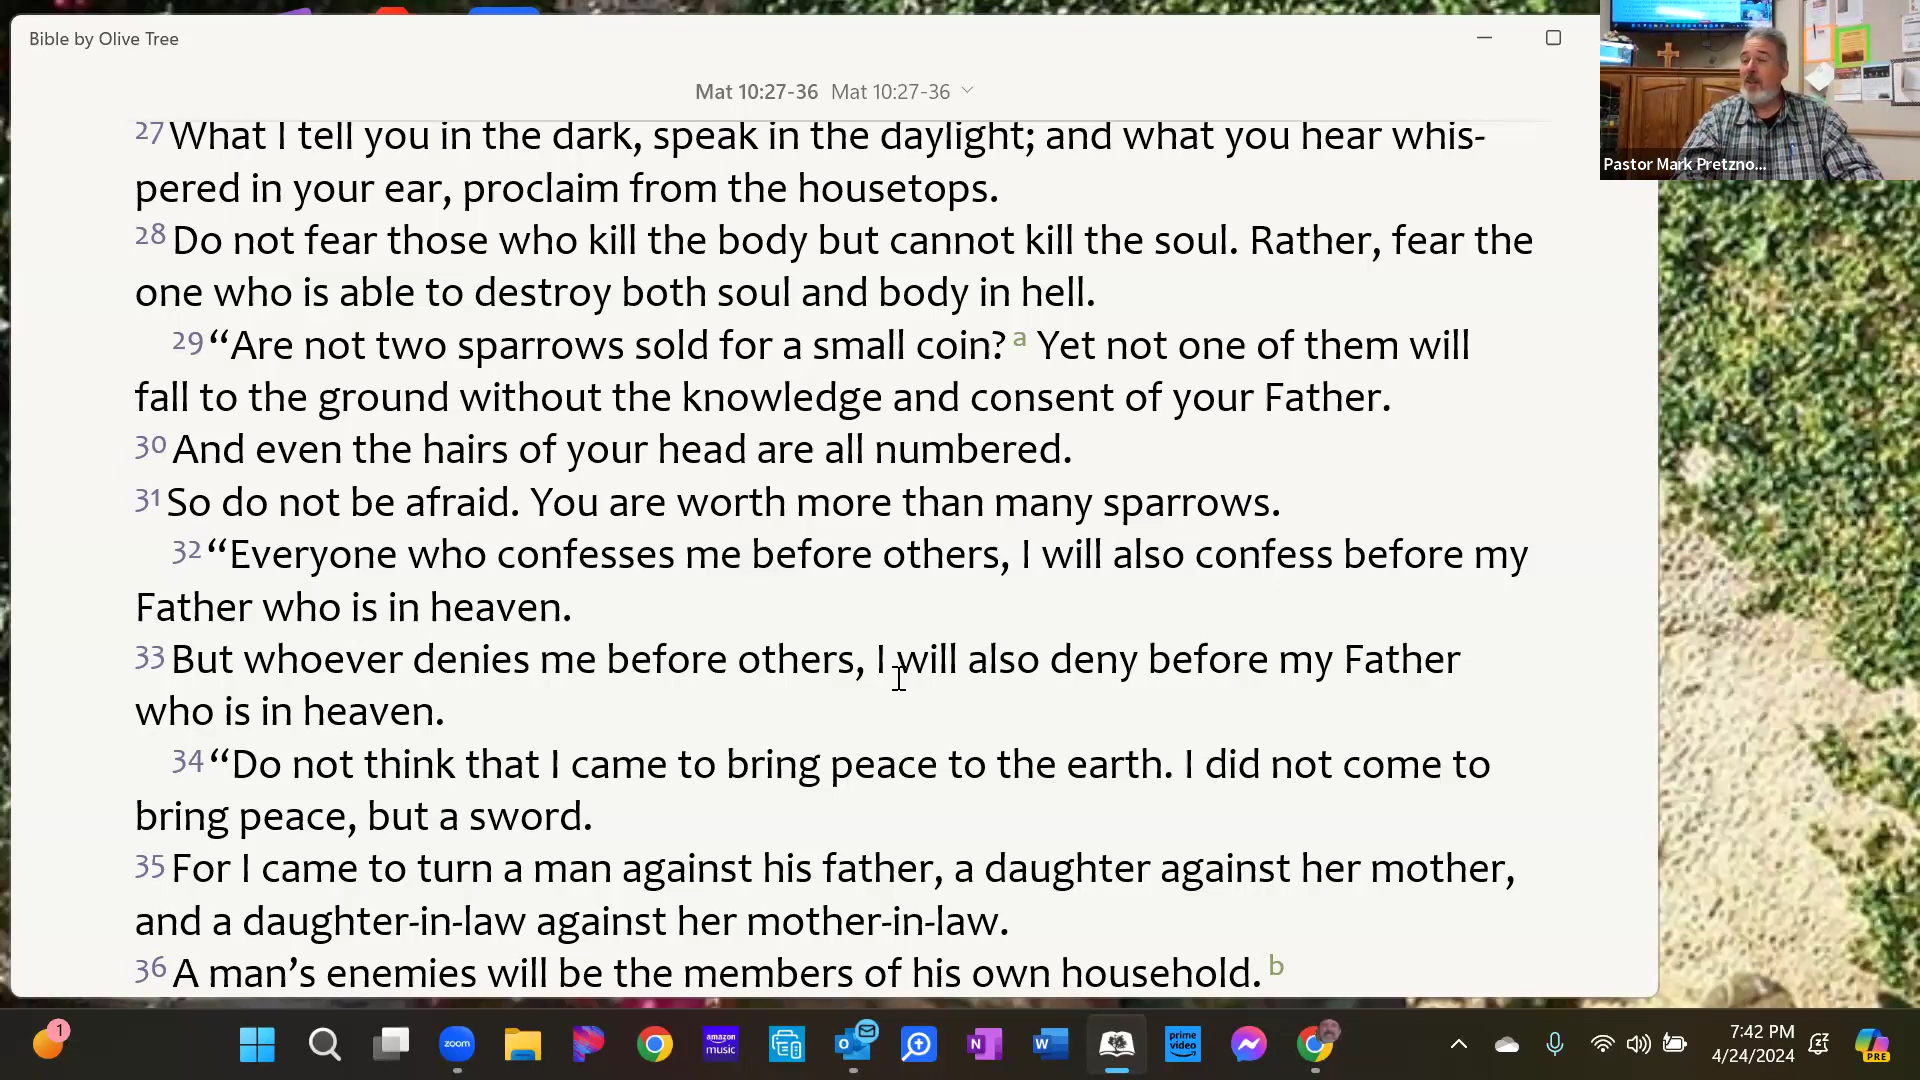 Bible by Olive Tree
Mat 10:27-36 Mat 10:27-36
27 What I tell you in the dark, speak in the daylight; and what you hear whis-
pered in your ear, proclaim from the housetops.
28 Do not fear those who kill the body but cannot kill the soul. Rather, fear the
one who is able to destroy both soul and body in hell.
29 “Are not two sparrows sold for a small coin? a Yet not one of them will
fall to the ground without the knowledge and consent of your Father.
30 And even the hairs of your head are all numbered.
31 So do not be afraid. You are worth more than many sparrows.
32 “Everyone who confesses me before others, I will also confess before my
Father who is in heaven.
33 But whoever denies me before others, I will also deny before my Father
who is in heaven.
34 “Do not think that I came to bring peace to the earth. I did not come to
bring peace, but a sword.
35 For I came to turn a man against his father, a daughter against her mother,
and a daughter-in-law against her mother-in-law.
36 A man’s enemies will be the members of his own household. b
Pastor Mark Pretzno...
1
zoom
amazon
music
O
N
W
prime
video
7:42 PM
4/24/2024
PRE